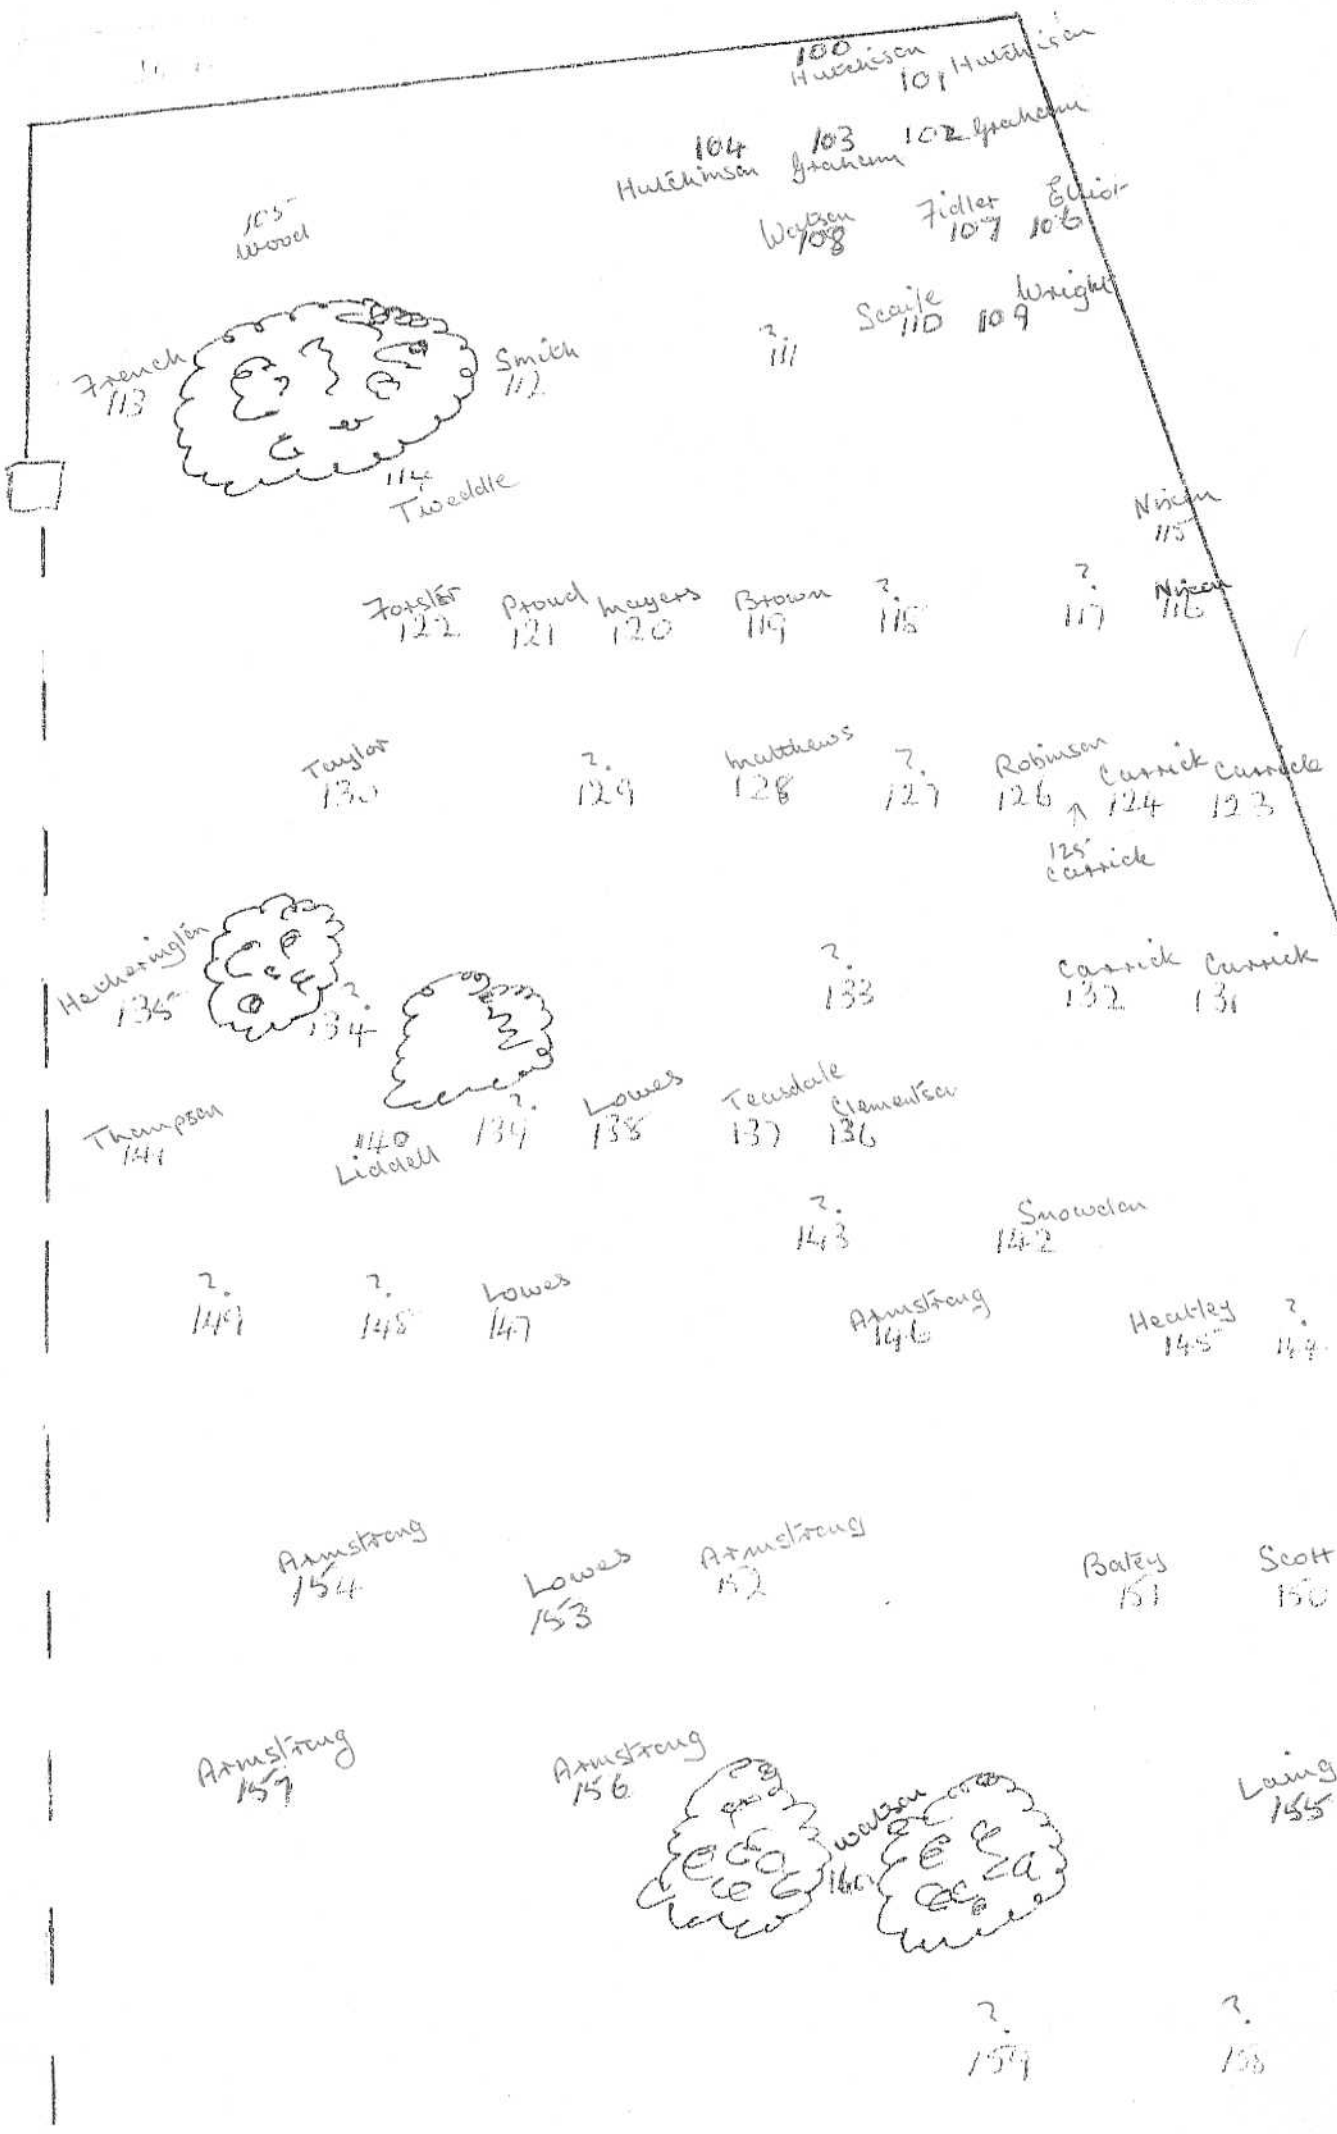 100
Hutchison
101 Hutchison
104 103 102 Graham
Hutchinson Graham
105
Wood
Watson Fidler Elliot
108 107 106
Scaife Wright
? 110 109
111
French Smith
113 112
114
Tweddle
Nixon
115
Forster Proud Mayers Brown ? ? Nixon
122 121 120 119 118 117 116
Taylor ? Matthews ? Robinson Carrick Carrick
130 129 128 127 126 124 123
125
Carrick
Hetherington ? Carrick Carrick
135 ? 133 132 131
134
Thompson ? Lowes Teasdale Clementson
141 140 139 138 137 136
Liddell
? Snowdon
143 142
? ? Lowes Armstrong Heatley ?
149 148 147 146 145 144
Armstrong Lowes Armstrong Batey Scott
154 153 152 151 150
Armstrong Armstrong Watson Laing
157 156 160 155
? ?
159 158